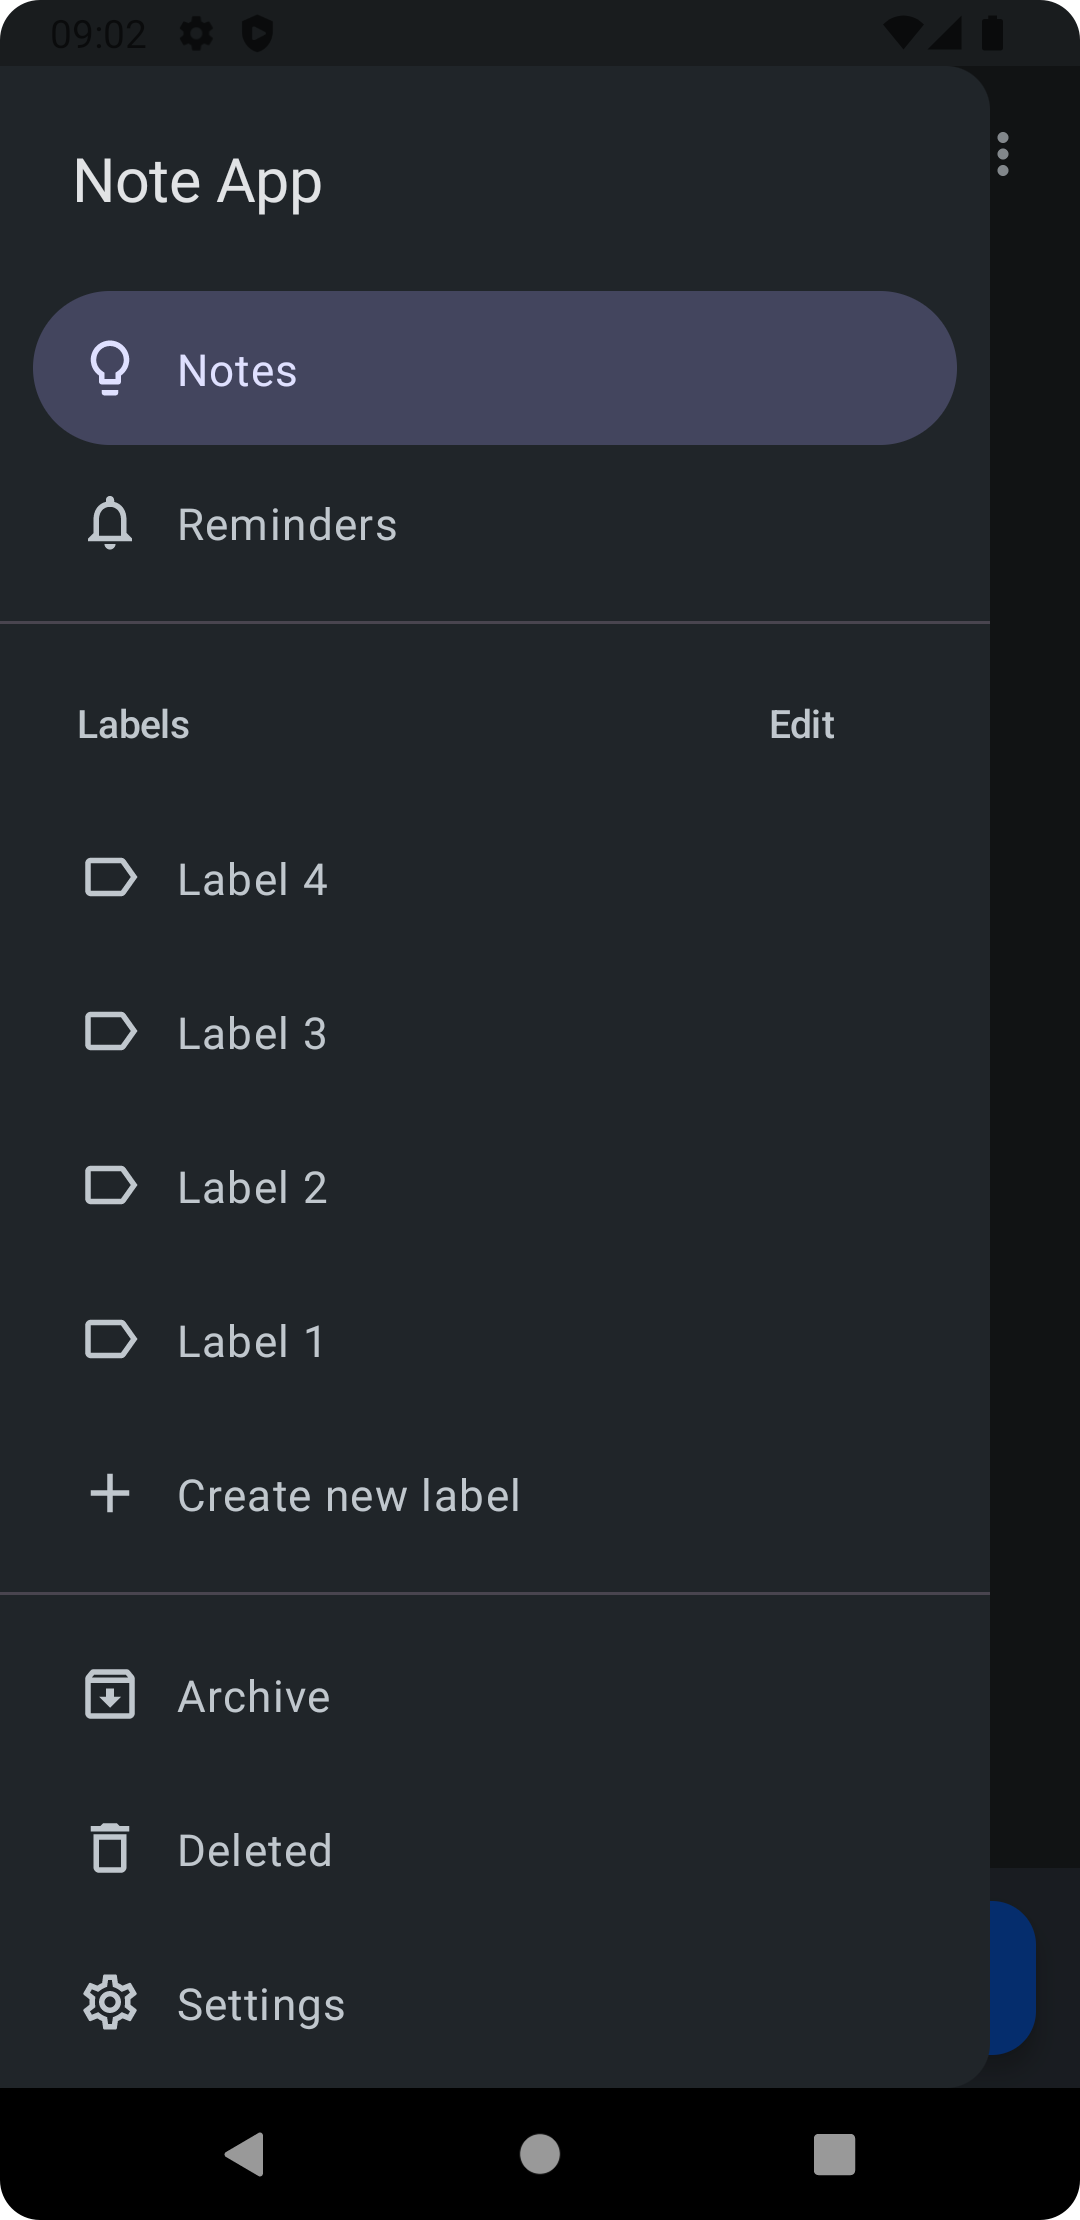 09:02
Note App
Notes
Reminders
Labels Edit
Label 4
Label 3
Label 2
Label 1
Create new label
Archive
Deleted
Settings